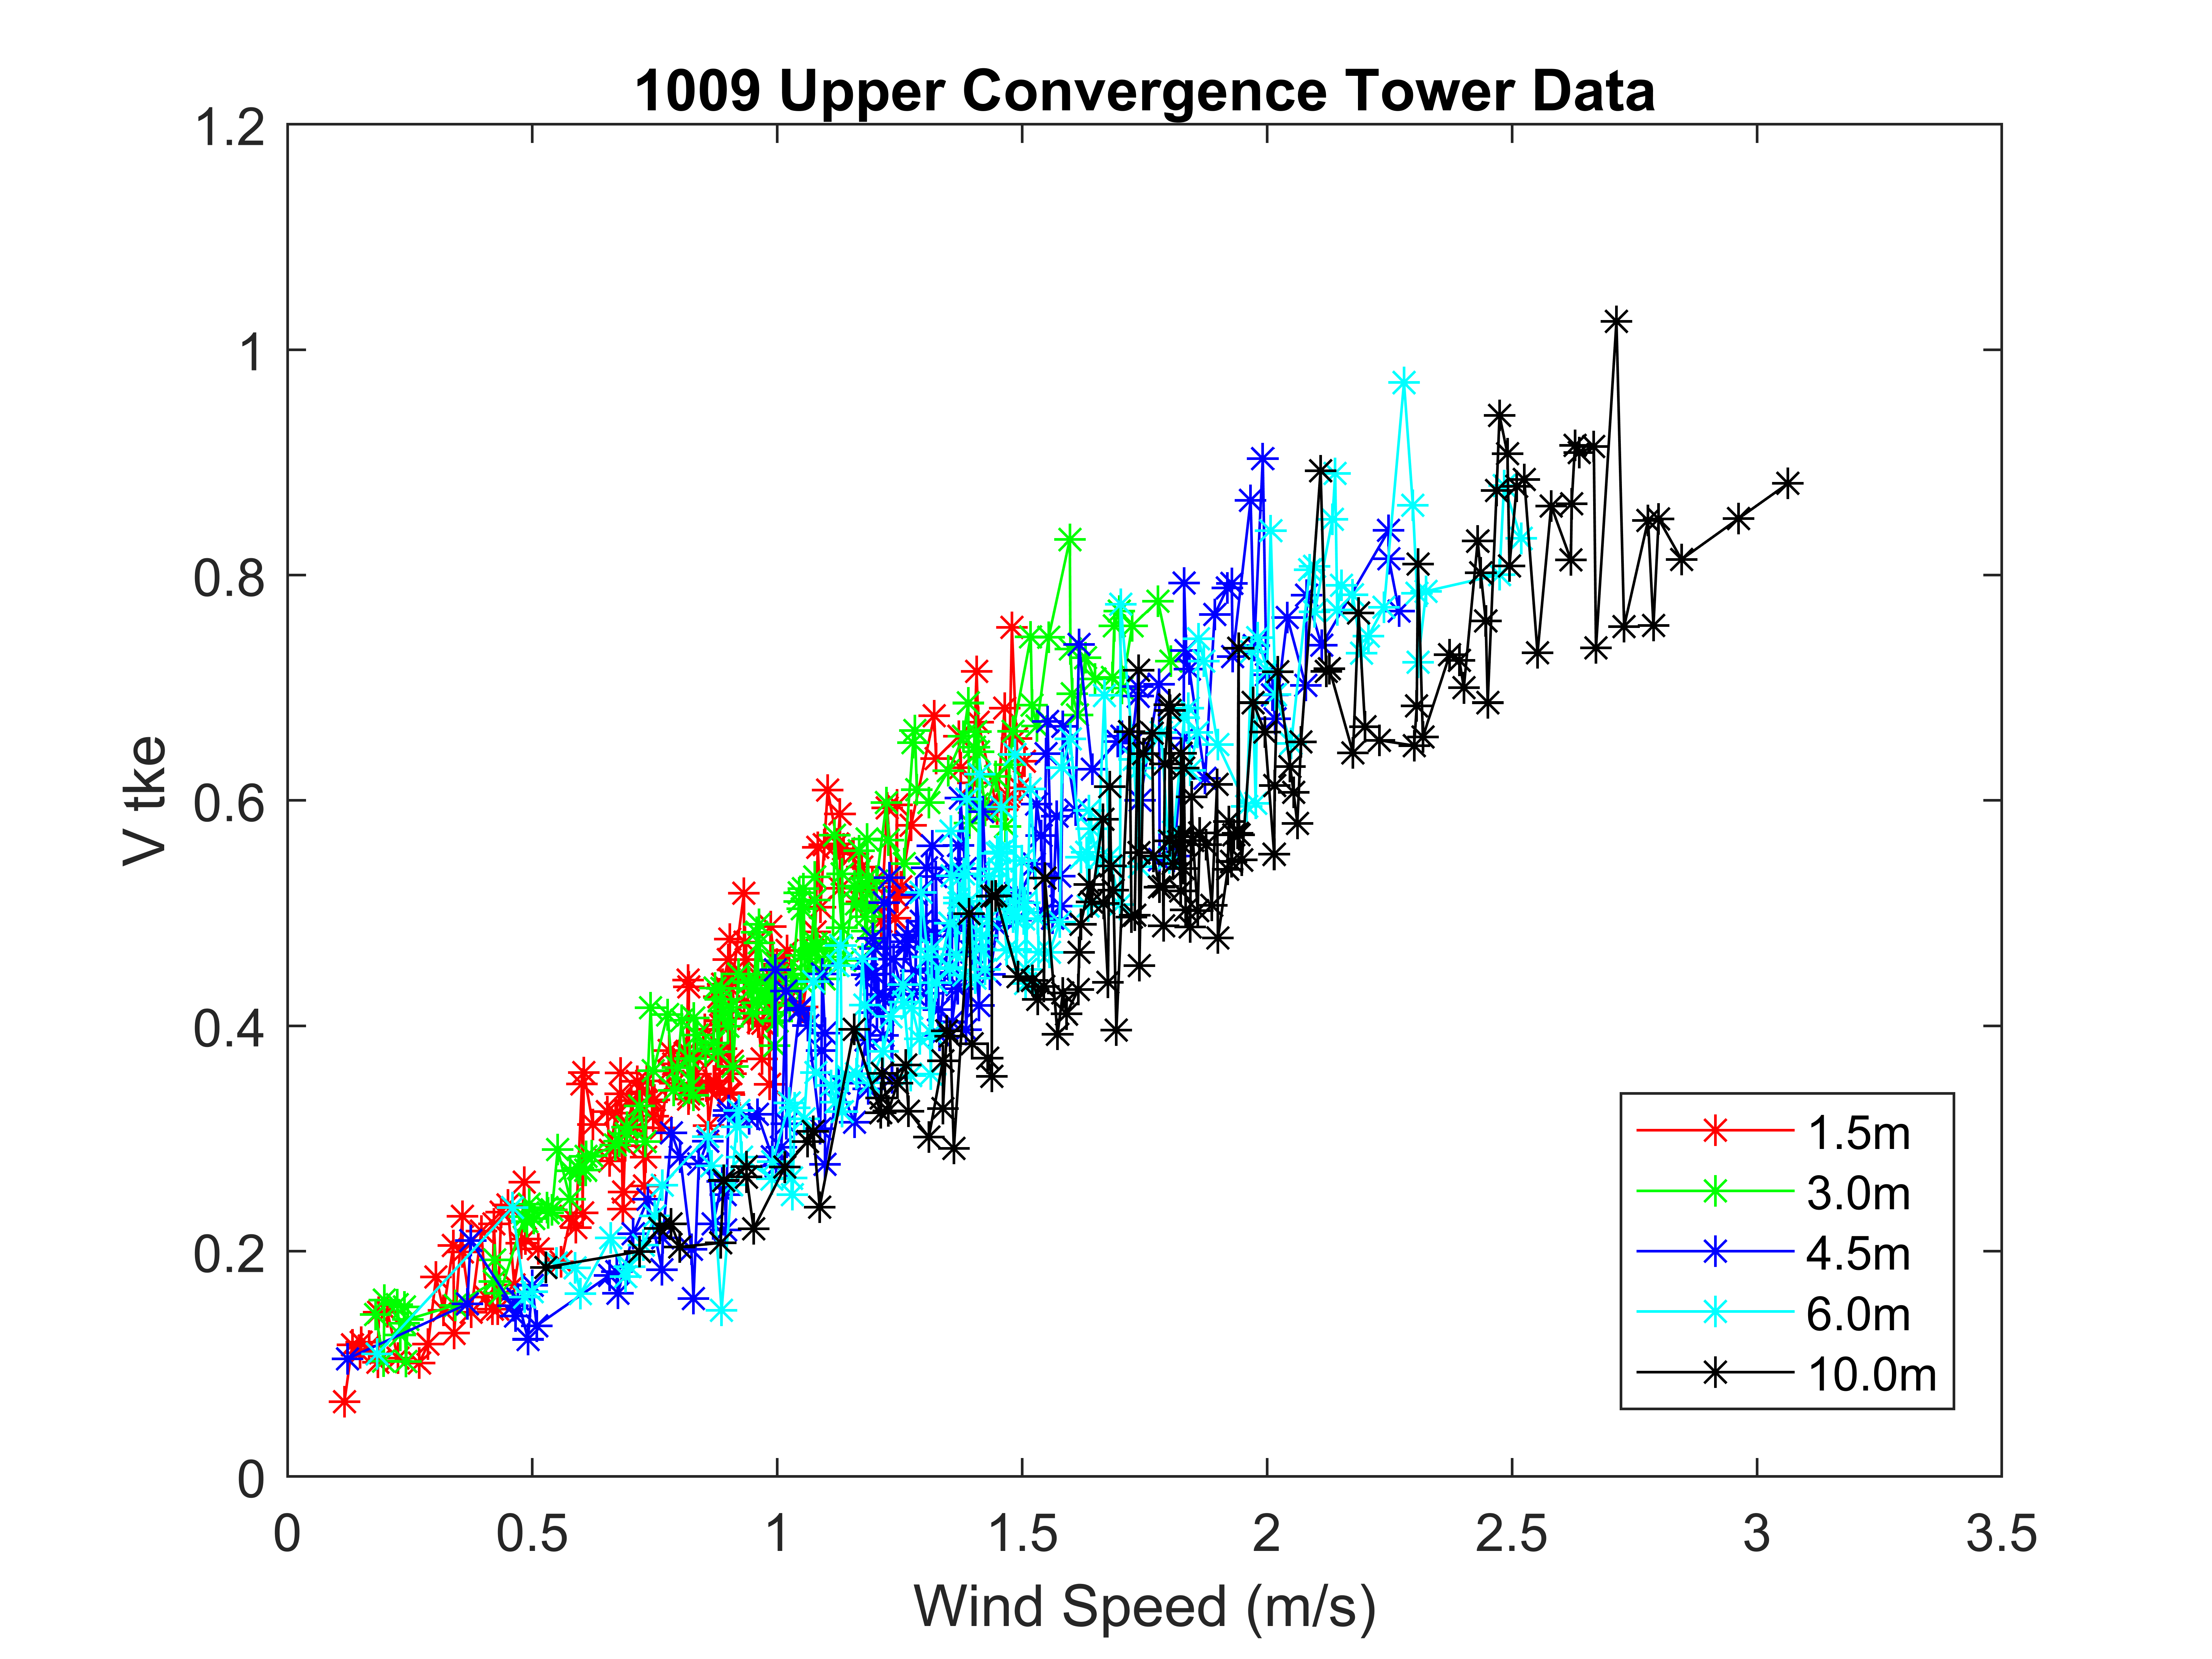 1009 Upper Convergence Tower Data
1.2
1
0.8
0.6
0.4
0.2
0
V tke
1.5m
3.0m
4.5m
6.0m
10.0m
0 0.5 1 1.5 2 2.5 3 3.5
Wind Speed (m/s)